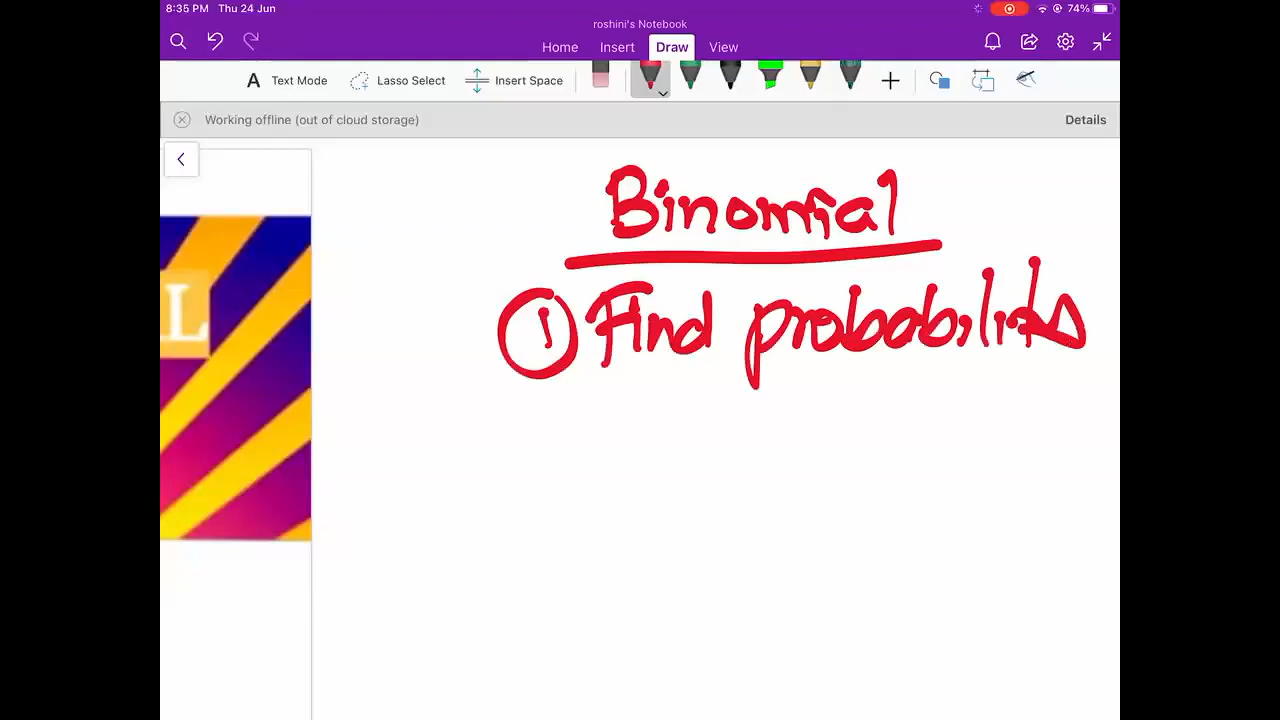 8:35 PM Thu 24 Jun 74%
roshini's Notebook
Home Insert Draw View
A Text Mode Lasso Select Insert Space
Working offline (out of cloud storage) Details
L
Binomial
① Find probability